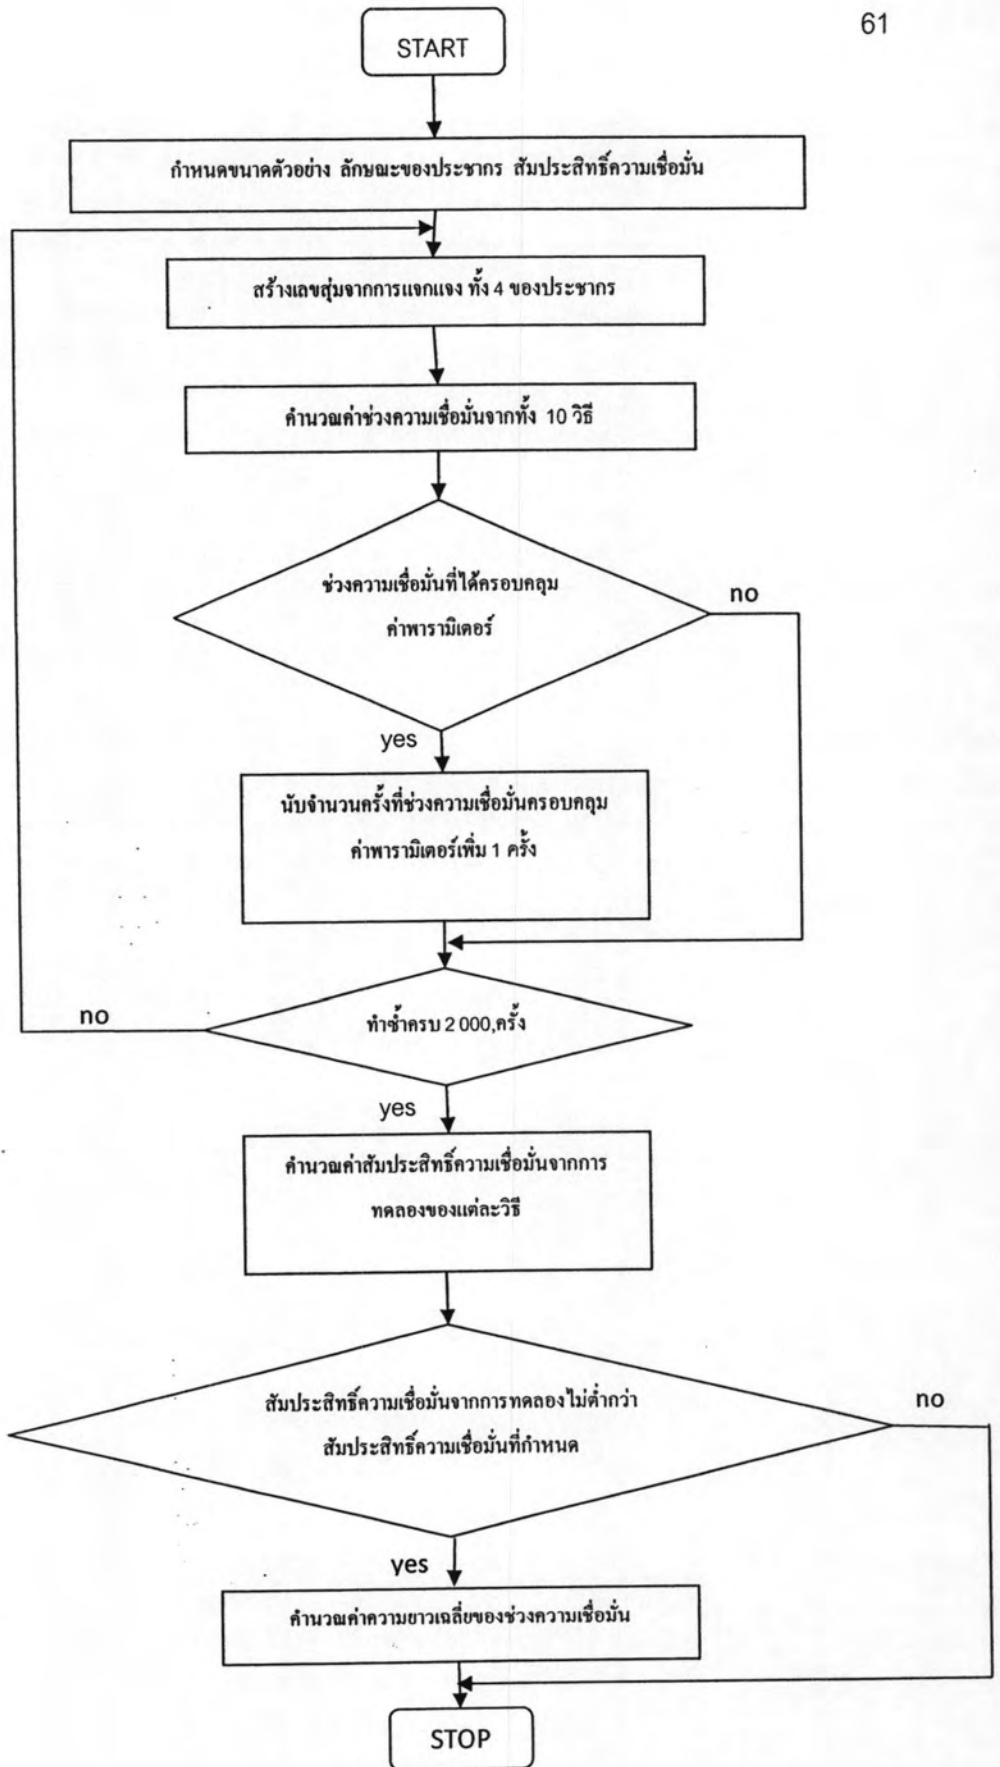 61
START
กำหนดขนาดตัวอย่าง ลักษณะของประชากร สัมประสิทธิ์ความเชื่อมั่น
สร้างเลขสุ่มจากการแจกแจง ทั้ง 4 ของประชากร
คำนวณค่าช่วงความเชื่อมั่นจากทั้ง 10 วิธี
ช่วงความเชื่อมั่นที่ได้ครอบคลุม
ค่าพารามิเตอร์
no
yes
นับจำนวนครั้งที่ช่วงความเชื่อมั่นครอบคลุม
ค่าพารามิเตอร์เพิ่ม 1 ครั้ง
no
ทำซ้ำครบ 2 000,ครั้ง
yes
คำนวณค่าสัมประสิทธิ์ความเชื่อมั่นจากการ
ทดลองของแต่ละวิธี
สัมประสิทธิ์ความเชื่อมั่นจากการทดลองไม่ต่ำกว่า
สัมประสิทธิ์ความเชื่อมั่นที่กำหนด
no
yes
คำนวณค่าความยาวเฉลี่ยของช่วงความเชื่อมั่น
STOP